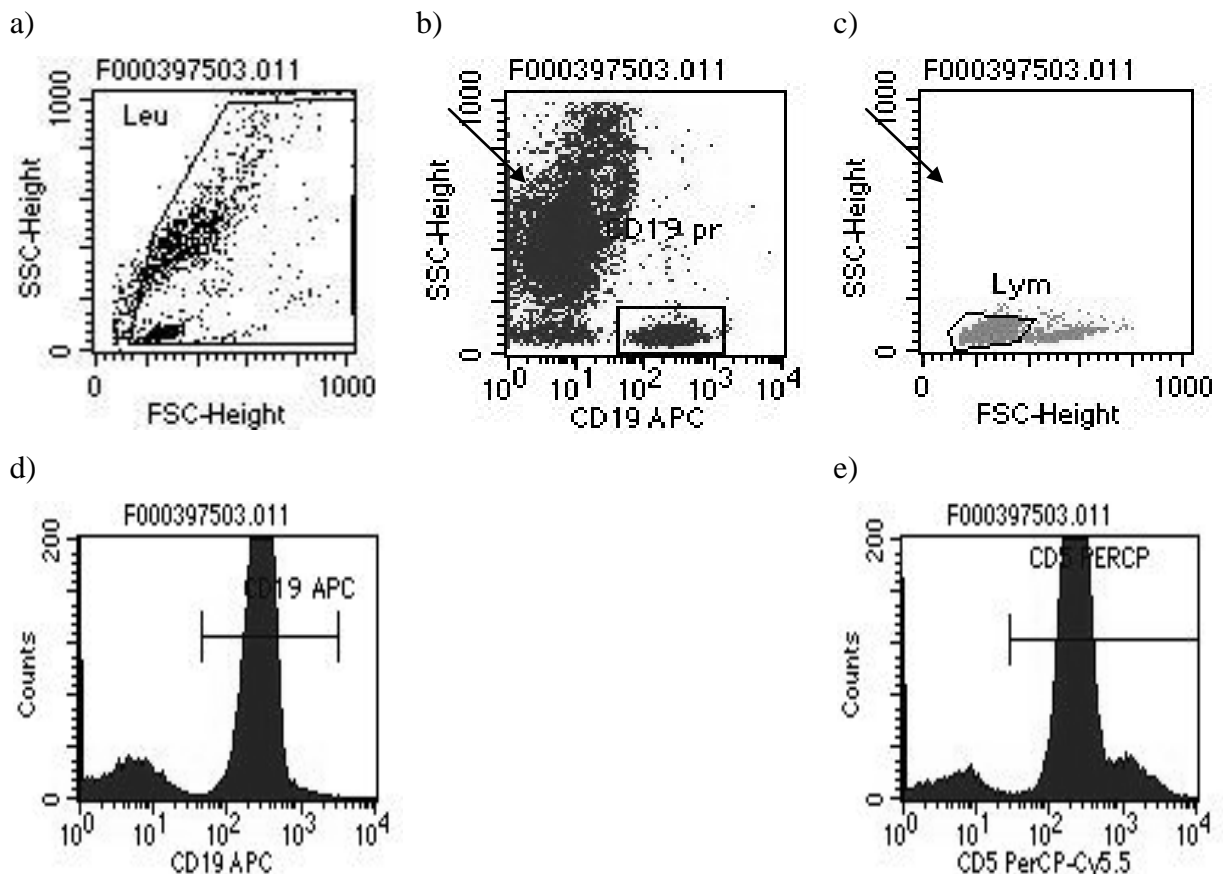 a)
b)
c)
F000397503.011
F000397503.011
F000397503.011
1000
Leu
SSC-Height
0
0
1000
FSC-Height
1000
CD19 pr
SSC-Height
0
10^0 10^1 10^2 10^3 10^4
CD19 APC
1000
Lym
SSC-Height
0
0
1000
FSC-Height
d)
e)
F000397503.011
F000397503.011
200
CD19 APC
Counts
0
10^0 10^1 10^2 10^3 10^4
CD19 APC
200
CD5 PERCP
Counts
0
10^0 10^1 10^2 10^3 10^4
CD5 PerCP-Cy5.5